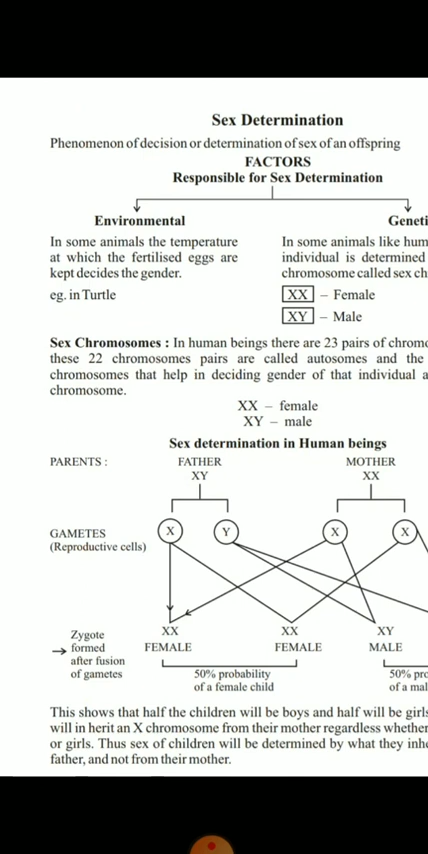 Sex Determination
Phenomenon of decision or determination of sex of an offspring
FACTORS
Responsible for Sex Determination
Environmental
Geneti
In some animals the temperature
at which the fertilised eggs are
kept decides the gender.
eg. in Turtle
In some animals like hum
individual is determined
chromosome called sex ch
XX – Female
XY – Male
Sex Chromosomes : In human beings there are 23 pairs of chromo
these 22 chromosomes pairs are called autosomes and the
chromosomes that help in deciding gender of that individual a
chromosome.
XX – female
XY – male
Sex determination in Human beings
PARENTS : FATHER MOTHER
XY XX
GAMETES X Y X X
(Reproductive cells)
Zygote
formed
after fusion
of gametes
XX XX XY
FEMALE FEMALE MALE
50% probability
of a female child
50% pro
of a mal
This shows that half the children will be boys and half will be girls
will in herit an X chromosome from their mother regardless whether
or girls. Thus sex of children will be determined by what they inhe
father, and not from their mother.